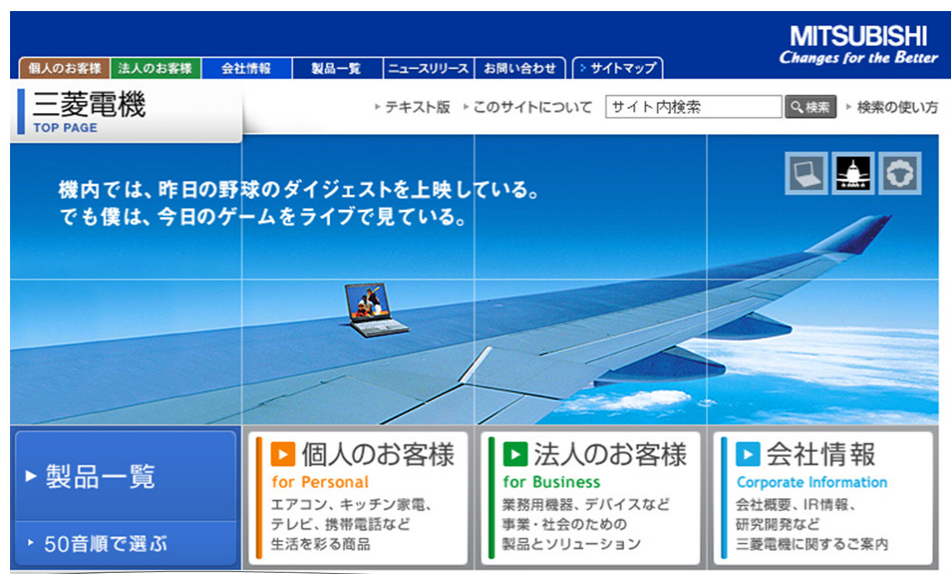 MITSUBISHI
Changes for the Better
個人のお客様 法人のお客様 会社情報 製品一覧 ニュースリリース お問い合わせ サイトマップ
三菱電機
TOP PAGE
テキスト版 このサイトについて サイト内検索 検索 検索の使い方
機内では、昨日の野球のダイジェストを上映している。
でも僕は、今日のゲームをライブで見ている。
製品一覧
50音順で選ぶ
個人のお客様
for Personal
エアコン、キッチン家電、
テレビ、携帯電話など
生活を彩る商品
法人のお客様
for Business
業務用機器、デバイスなど
事業・社会のための
製品とソリューション
会社情報
Corporate Information
会社概要、IR情報、
研究開発など
三菱電機に関するご案内